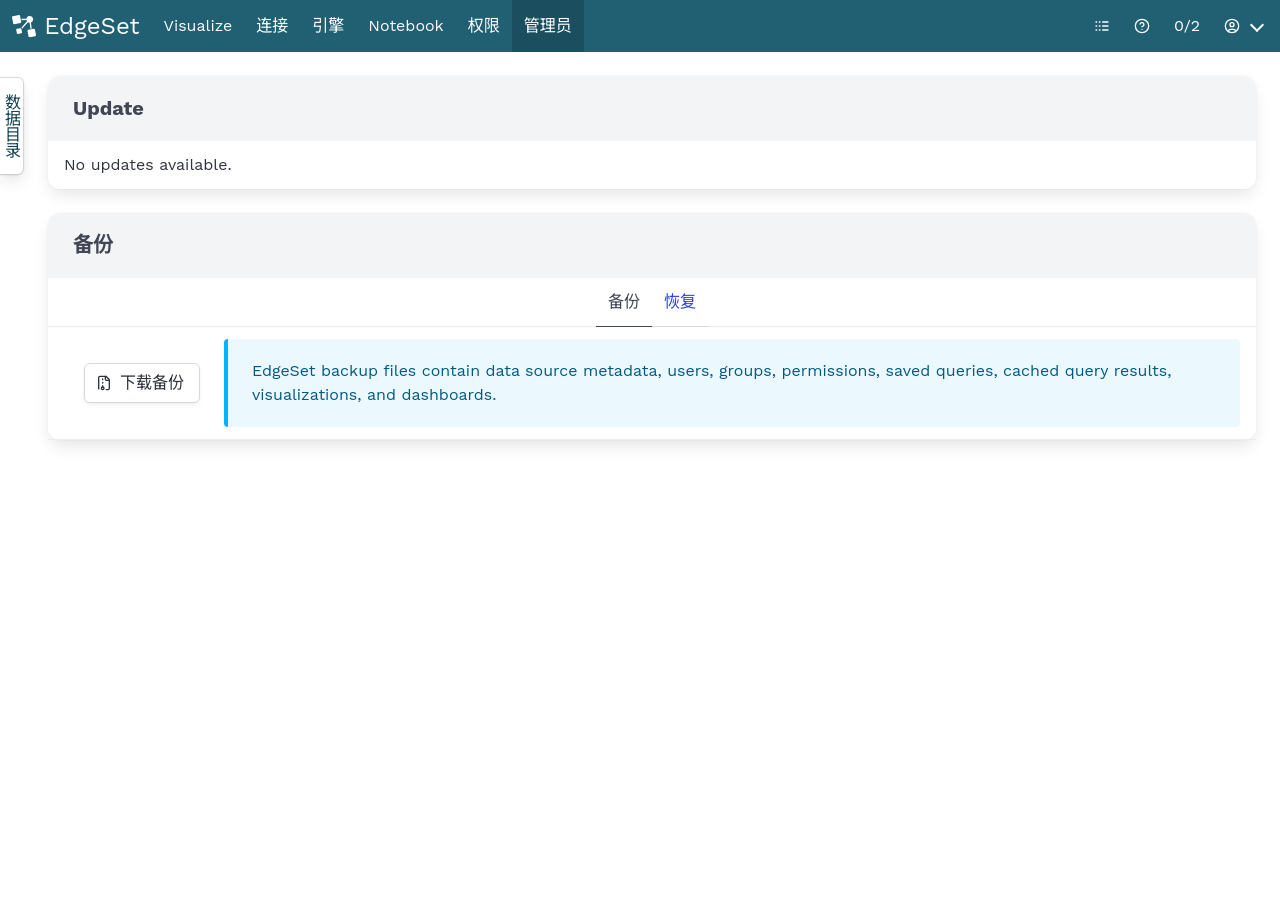 EdgeSet Visualize 连接 引擎 Notebook 权限 管理员 0/2
数据目录
Update
No updates available.
备份
备份 恢复
下载备份
EdgeSet backup files contain data source metadata, users, groups, permissions, saved queries, cached query results,
visualizations, and dashboards.